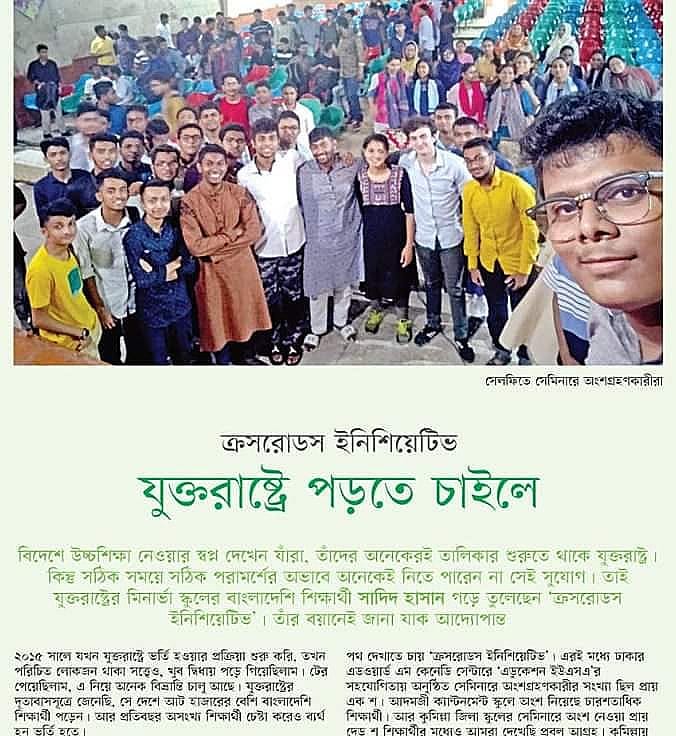 সেলফিতে সেমিনারে অংশগ্রহণকারীরা
ক্রসরোডস ইনিশিয়েটিভ
যুক্তরাষ্ট্রে পড়তে চাইলে
বিদেশে উচ্চশিক্ষা নেওয়ার স্বপ্ন দেখেন যাঁরা, তাঁদের অনেকেরই তালিকার শুরুতে থাকে যুক্তরাষ্ট্র।
কিন্তু সঠিক সময়ে সঠিক পরামর্শের অভাবে অনেকেই নিতে পারেন না সেই সুযোগ। তাই
যুক্তরাষ্ট্রের মিনার্ভা স্কুলের বাংলাদেশি শিক্ষার্থী সাদিদ হাসান গড়ে তুলেছেন ‘ক্রসরোডস
ইনিশিয়েটিভ’। তাঁর বয়ানেই জানা যাক আদ্যোপান্ত
২০১৫ সালে যখন যুক্তরাষ্ট্রে ভর্তি হওয়ার প্রক্রিয়া শুরু করি, তখন
পরিচিত লোকজন থাকা সত্ত্বেও, খুব দ্বিধায় পড়ে গিয়েছিলাম। টের
পেয়েছিলাম, এ নিয়ে অনেক বিভ্রান্তি চালু আছে। যুক্তরাষ্ট্রের
দূতাবাসসূত্রে জেনেছি, সে দেশে আট হাজারের বেশি বাংলাদেশি
শিক্ষার্থী পড়েন। আর প্রতিবছর অসংখ্য শিক্ষার্থী চেষ্টা করেও ব্যর্থ
হন ভর্তি হতে।
পথ দেখাতে চায় ‘ক্রসরোডস ইনিশিয়েটিভ’। এরই মধ্যে ঢাকার
এডওয়ার্ড এম কেনেডি সেন্টারে ‘এডুকেশন ইউএসএ’র
সহযোগিতায় অনুষ্ঠিত সেমিনারে অংশগ্রহণকারীর সংখ্যা ছিল প্রায়
এক শ। আদমজী ক্যান্টনমেন্ট স্কুলে অংশ নিয়েছে চারশতাধিক
শিক্ষার্থী। আর কুমিল্লা জিলা স্কুলের সেমিনারে অংশ নেওয়া প্রায়
দেড় শ শিক্ষার্থীর মধ্যেও আমরা দেখেছি প্রবল আগ্রহ। কুমিল্লায়